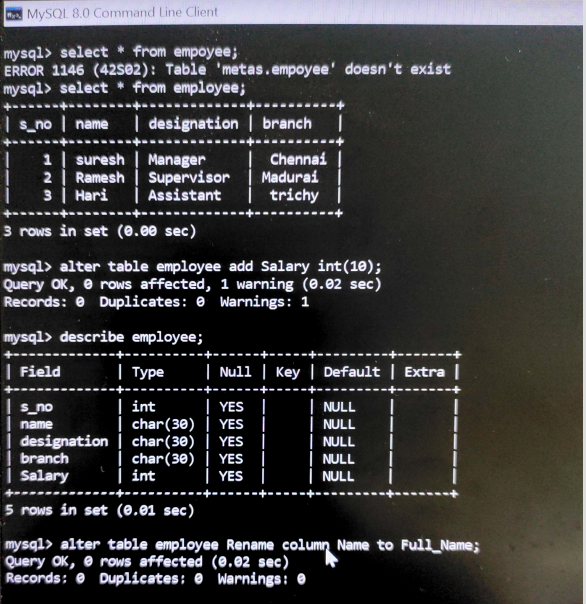 MySQL 8.0 Command Line Client
mysql> select * from empoyee;
ERROR 1146 (42S02): Table 'metas.empoyee' doesn't exist
mysql> select * from employee;
+------+--------+-------------+----------+
| s_no | name | designation | branch |
+------+--------+-------------+----------+
| 1 | suresh | Manager | Chennai |
| 2 | Ramesh | Supervisor | Madurai |
| 3 | Hari | Assistant | trichy |
+------+--------+-------------+----------+
3 rows in set (0.00 sec)
mysql> alter table employee add Salary int(10);
Query OK, 0 rows affected, 1 warning (0.02 sec)
Records: 0 Duplicates: 0 Warnings: 1
mysql> describe employee;
+-------------+----------+------+-----+---------+-------+
| Field | Type | Null | Key | Default | Extra |
+-------------+----------+------+-----+---------+-------+
| s_no | int | YES | | NULL | |
| name | char(30) | YES | | NULL | |
| designation | char(30) | YES | | NULL | |
| branch | char(30) | YES | | NULL | |
| Salary | int | YES | | NULL | |
+-------------+----------+------+-----+---------+-------+
5 rows in set (0.01 sec)
mysql> alter table employee Rename column Name to Full_Name;
Query OK, 0 rows affected (0.02 sec)
Records: 0 Duplicates: 0 Warnings: 0